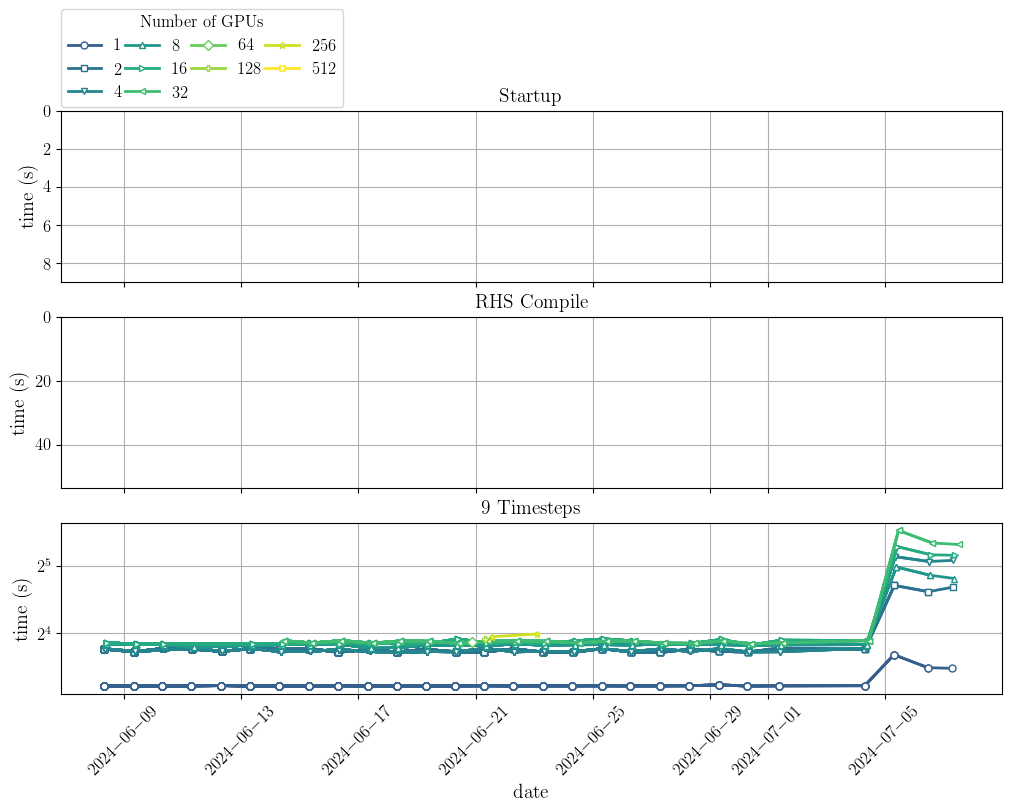 Number of GPUs
1 8 64 256
2 16 128 512
4 32
Startup
time (s)
0
2
4
6
8
RHS Compile
time (s)
0
20
40
9 Timesteps
time (s)
2^5
2^4
2024-06-09 2024-06-13 2024-06-17 2024-06-21 2024-06-25 2024-06-29 2024-07-01 2024-07-05
date